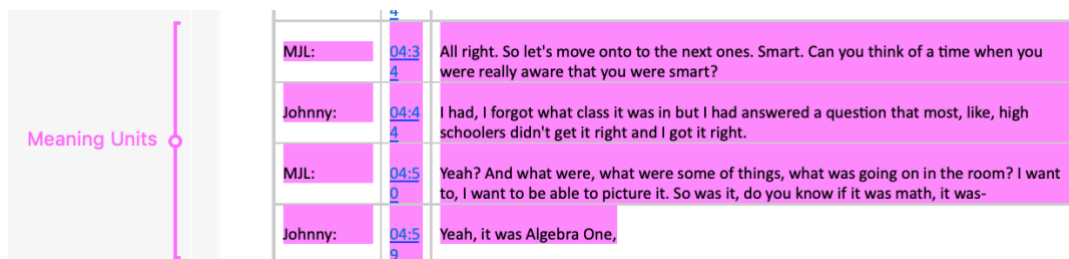 4
MJL:
04:3
4
All right. So let's move onto to the next ones. Smart. Can you think of a time when you
were really aware that you were smart?
Johnny:
04:4
4
I had, I forgot what class it was in but I had answered a question that most, like, high
schoolers didn't get it right and I got it right.
Meaning Units
MJL:
04:5
0
Yeah? And what were, what were some of things, what was going on in the room? I want
to, I want to be able to picture it. So was it, do you know if it was math, it was-
Johnny:
04:5
9
Yeah, it was Algebra One,